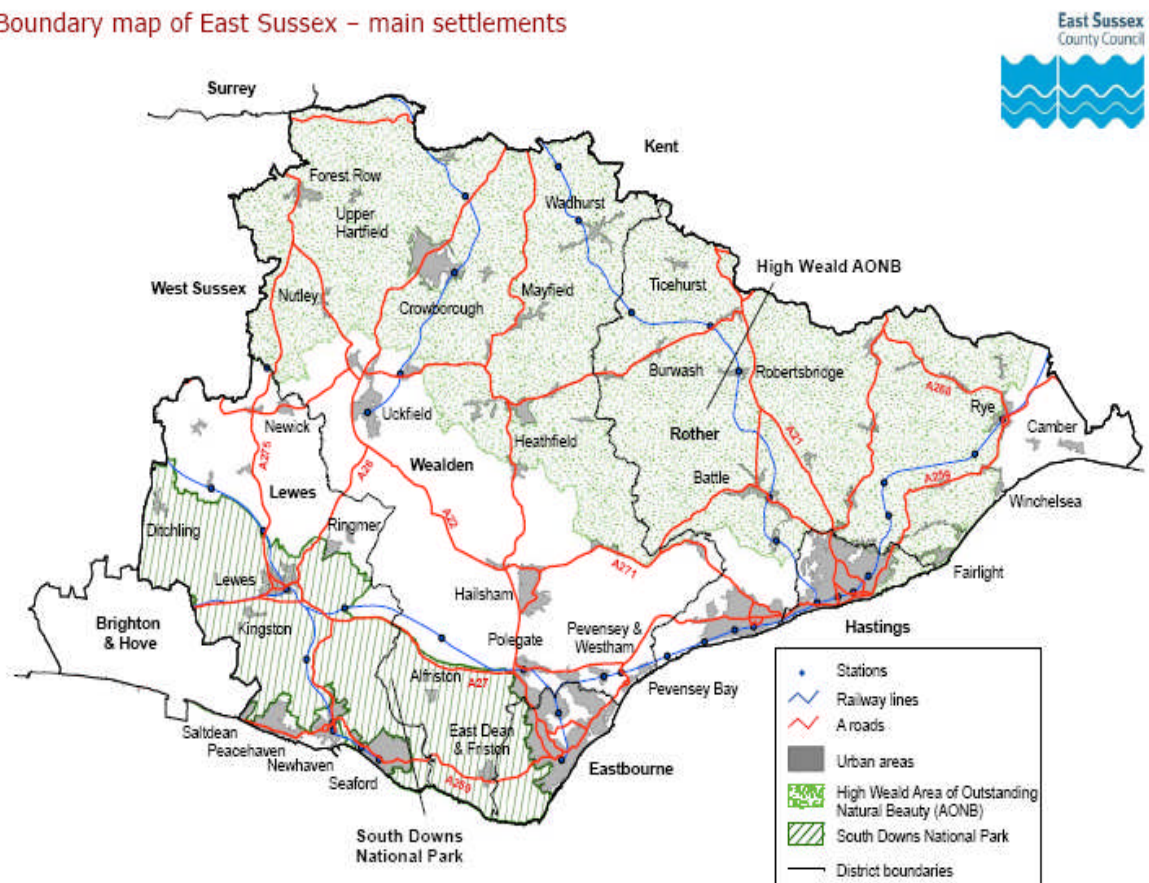 Boundary map of East Sussex – main settlements
East Sussex
County Council
Surrey
Kent
Forest Row
Upper
Hartfield
Wadhurst
High Weald AONB
West Sussex
Nutley
Crowborough
Mayfield
Ticehurst
Burwash
Robertsbridge
A268
Rye
Camber
Newick
Uckfield
Heathfield
Rother
A21
A275
A26
Wealden
Battle
A259
Winchelsea
Lewes
A22
Ditchling
Ringmer
A271
Fairlight
Lewes
Hailsham
Brighton
& Hove
Kingston
Polegate
Pevensey &
Westham
Hastings
Alfriston
A27
Pevensey Bay
Saltdean
Peacehaven
Newhaven
Seaford
East Dean
& Friston
A259
Eastbourne
South Downs
National Park
Stations
Railway lines
A roads
Urban areas
High Weald Area of Outstanding
Natural Beauty (AONB)
South Downs National Park
District boundaries